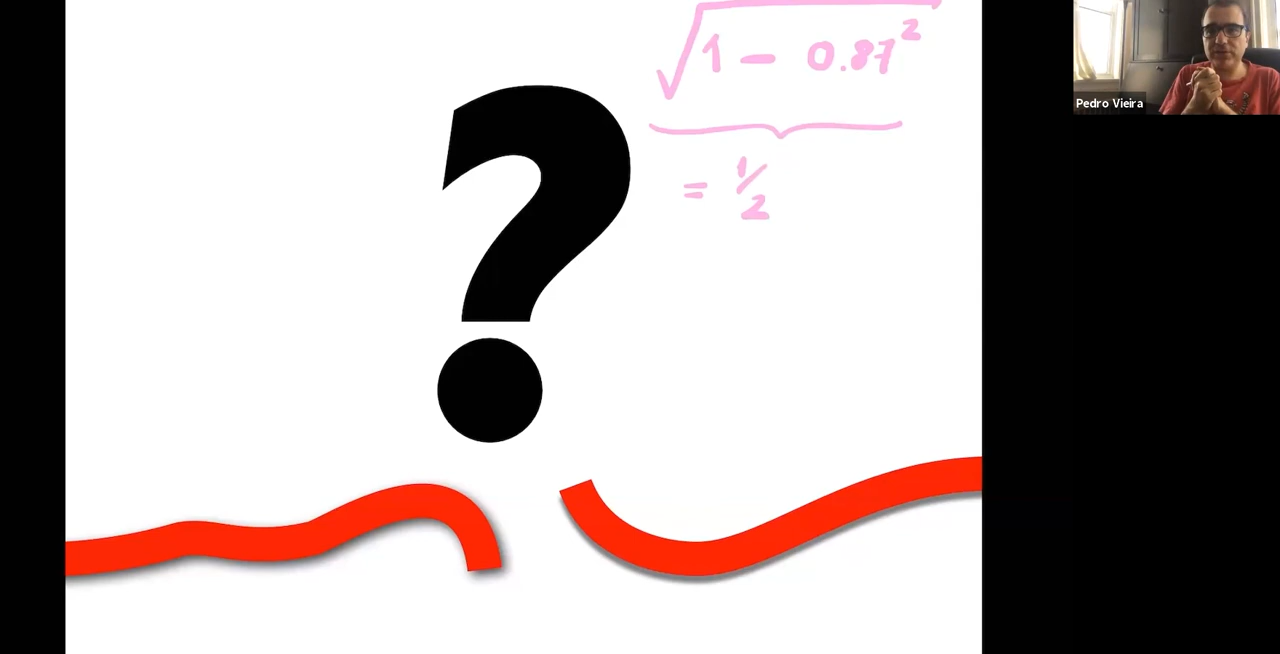 √1 - 0.87²
= 1/2
?
Pedro Vieira